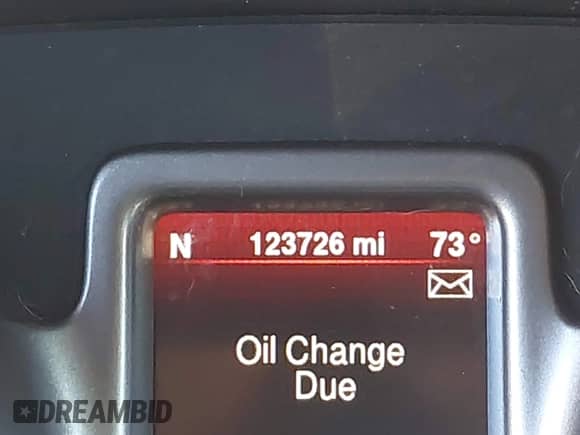 N 123726 mi 73°
Oil Change
Due
DREAMBID